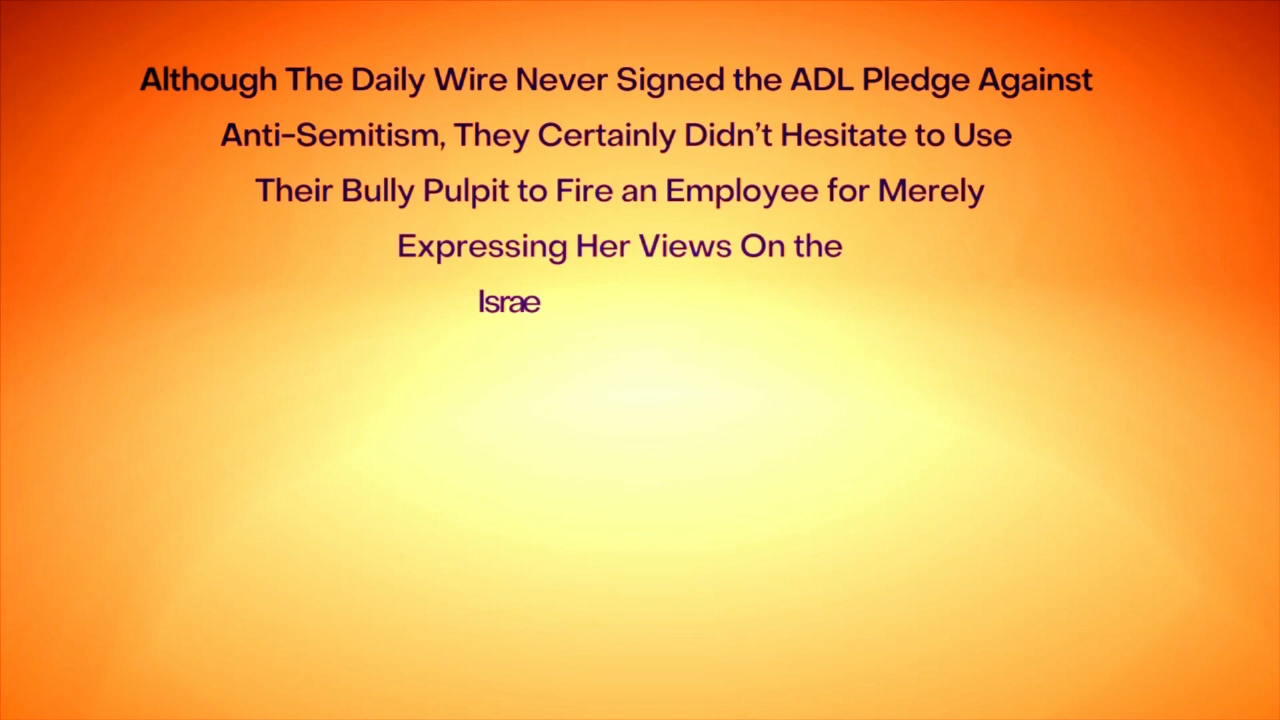 Although The Daily Wire Never Signed the ADL Pledge Against
Anti-Semitism, They Certainly Didn’t Hesitate to Use
Their Bully Pulpit to Fire an Employee for Merely
Expressing Her Views On the
Israe